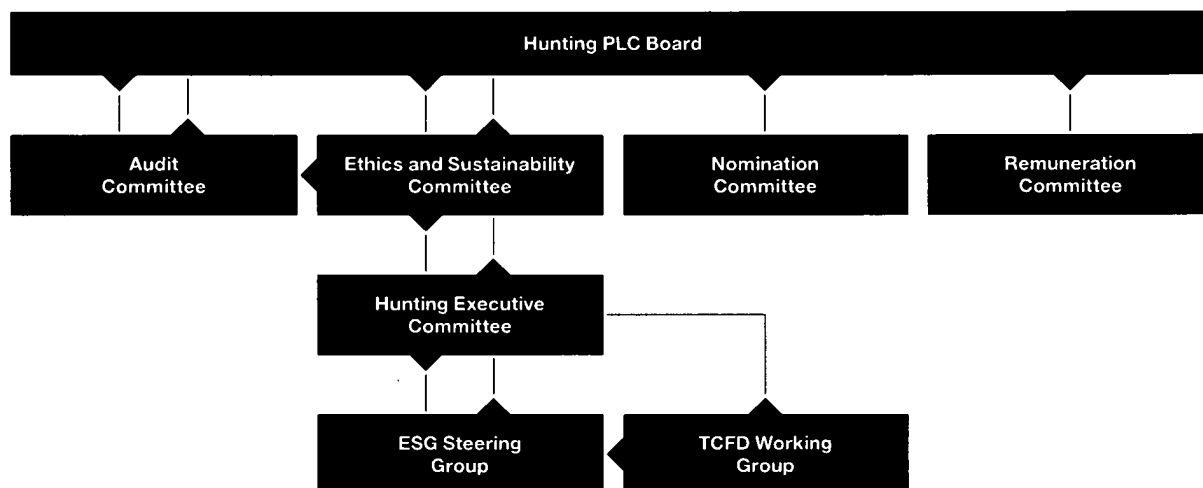 Hunting PLC Board
Audit
Committee
Ethics and Sustainability
Committee
Nomination
Committee
Remuneration
Committee
Hunting Executive
Committee
ESG Steering
Group
TCFD Working
Group